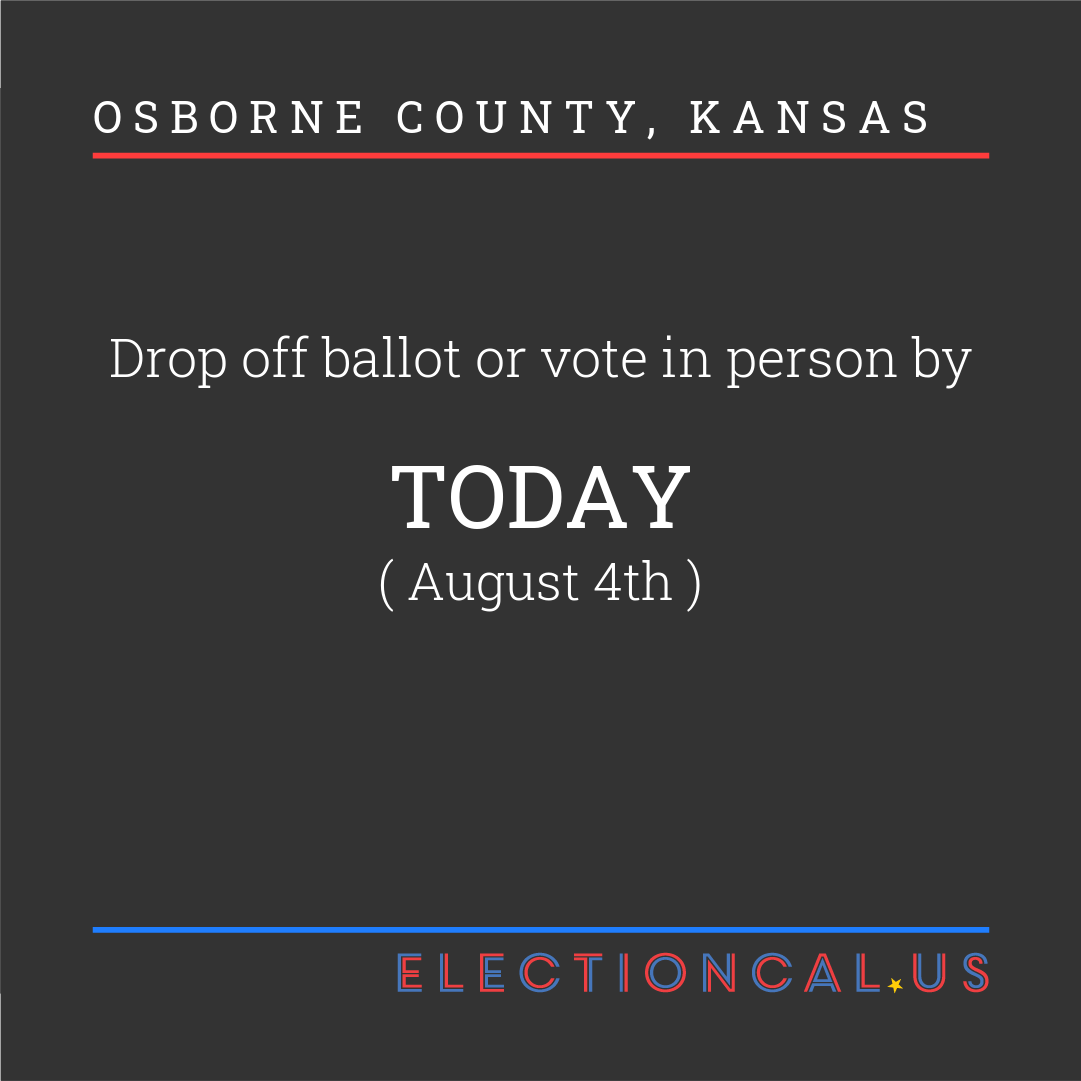 OSBORNE COUNTY, KANSAS
Drop off ballot or vote in person by
TODAY
( August 4th )
ELECTIONCAL.US